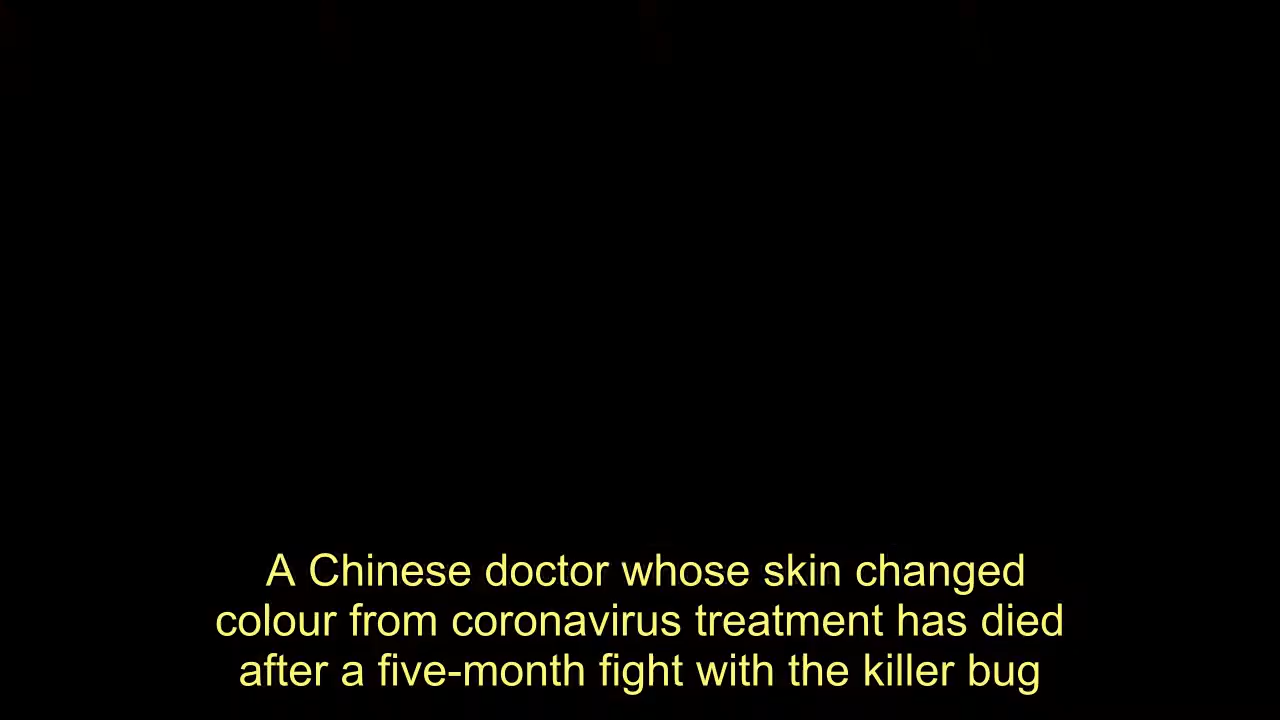 A Chinese doctor whose skin changed
colour from coronavirus treatment has died
after a five-month fight with the killer bug